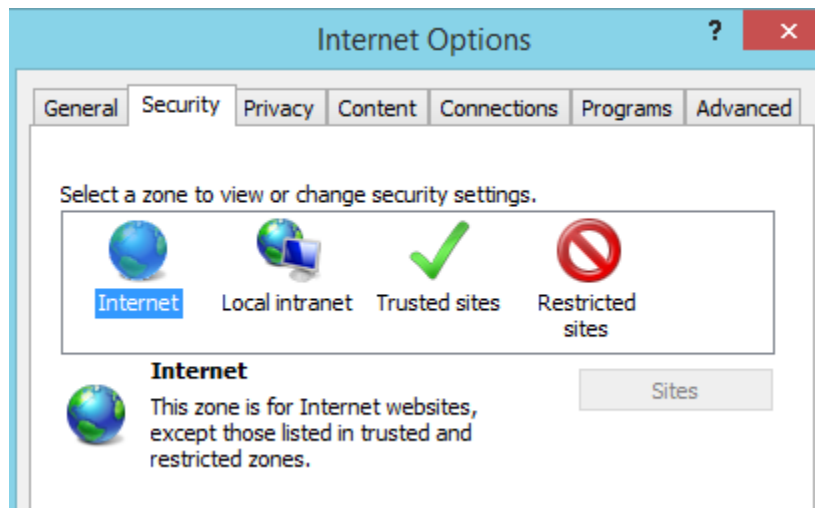 Internet Options
?
General Security Privacy Content Connections Programs Advanced
Select a zone to view or change security settings.
Internet Local intranet Trusted sites Restricted
sites
Internet
Sites
This zone is for Internet websites,
except those listed in trusted and
restricted zones.